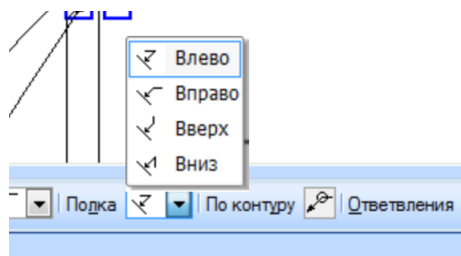 Влево
Вправо
Вверх
Вниз
Полка По контуру Ответвления